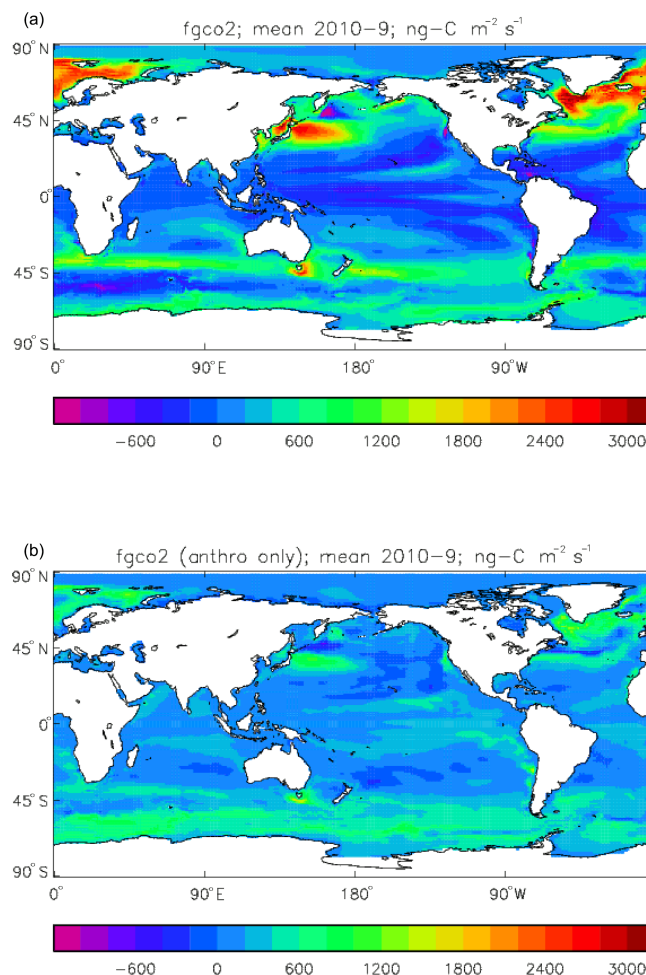 (a)
fgco2; mean 2010-9; ng-C m⁻² s⁻¹
90°N
45°N
0°
45°S
90°S
0° 90°E 180° 90°W
-600 0 600 1200 1800 2400 3000
(b)
fgco2 (anthro only); mean 2010-9; ng-C m⁻² s⁻¹
90°N
45°N
0°
45°S
90°S
0° 90°E 180° 90°W
-600 0 600 1200 1800 2400 3000